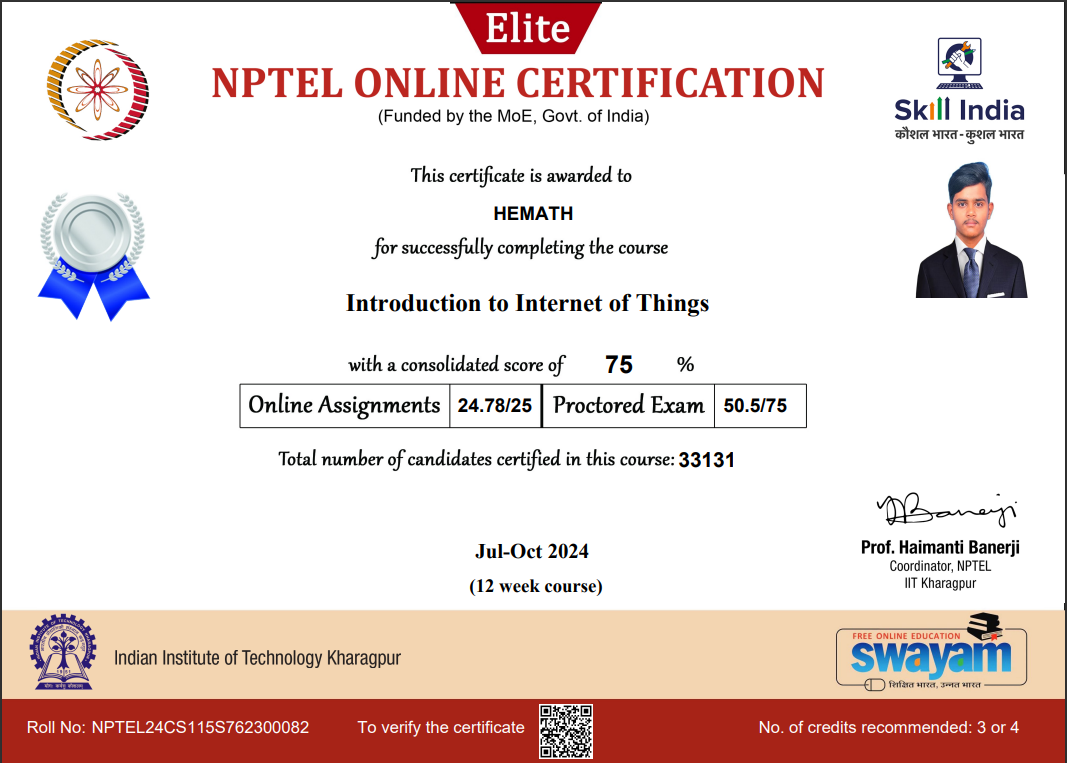 Elite
NPTEL ONLINE CERTIFICATION
(Funded by the MoE, Govt. of India)
Skill India
कौशल भारत - कुशल भारत
This certificate is awarded to
HEMATH
for successfully completing the course
Introduction to Internet of Things
with a consolidated score of 75 %
Online Assignments 24.78/25 Proctored Exam 50.5/75
Total number of candidates certified in this course: 33131
Jul-Oct 2024
(12 week course)
Prof. Haimanti Banerji
Coordinator, NPTEL
IIT Kharagpur
Indian Institute of Technology Kharagpur
FREE ONLINE EDUCATION
swayam
शिक्षित भारत, उन्नत भारत
Roll No: NPTEL24CS115S762300082
To verify the certificate
No. of credits recommended: 3 or 4